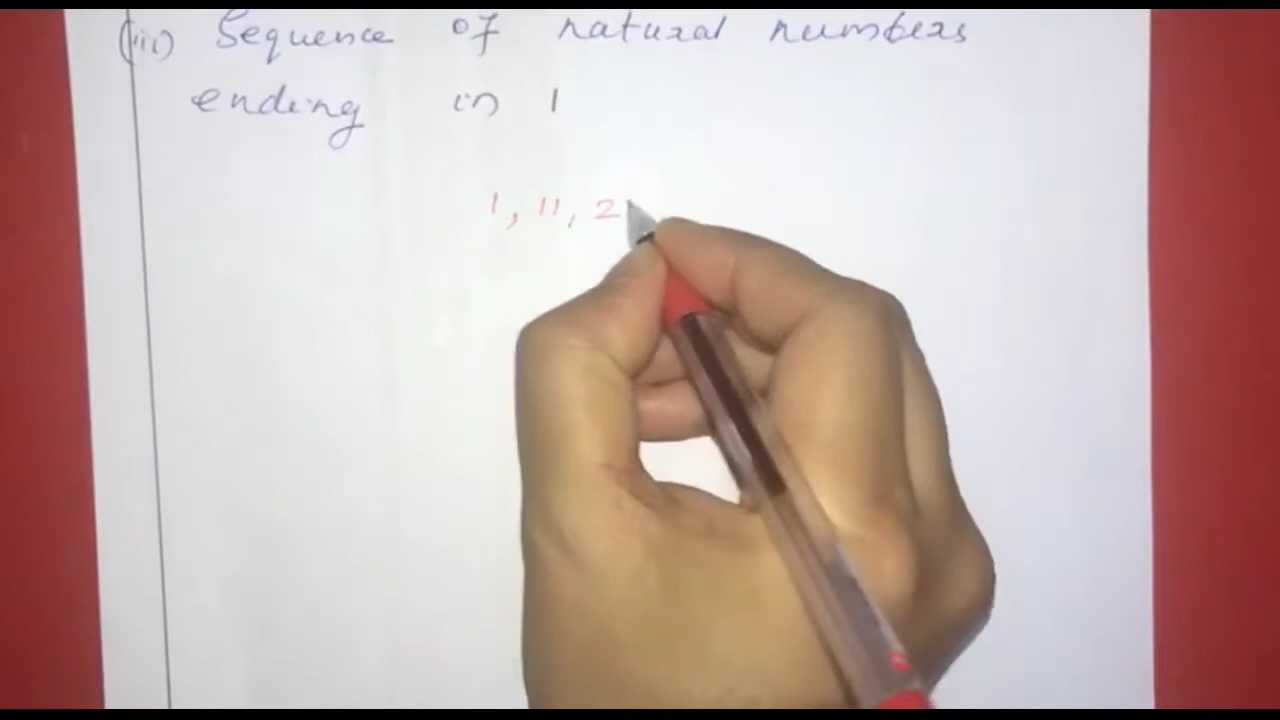 (iii) Sequence of natural numbers
ending in 1
1, 11, 2